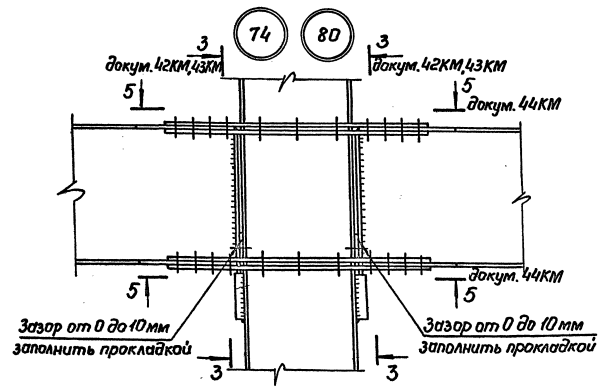 74 80
3 3
докум. 42КМ, 43КМ докум. 42КМ, 43КМ
5 5 докум. 44КМ
5 5 докум. 44КМ
Зазор от 0 до 10 мм Зазор от 0 до 10 мм
заполнить прокладкой заполнить прокладкой
3 3